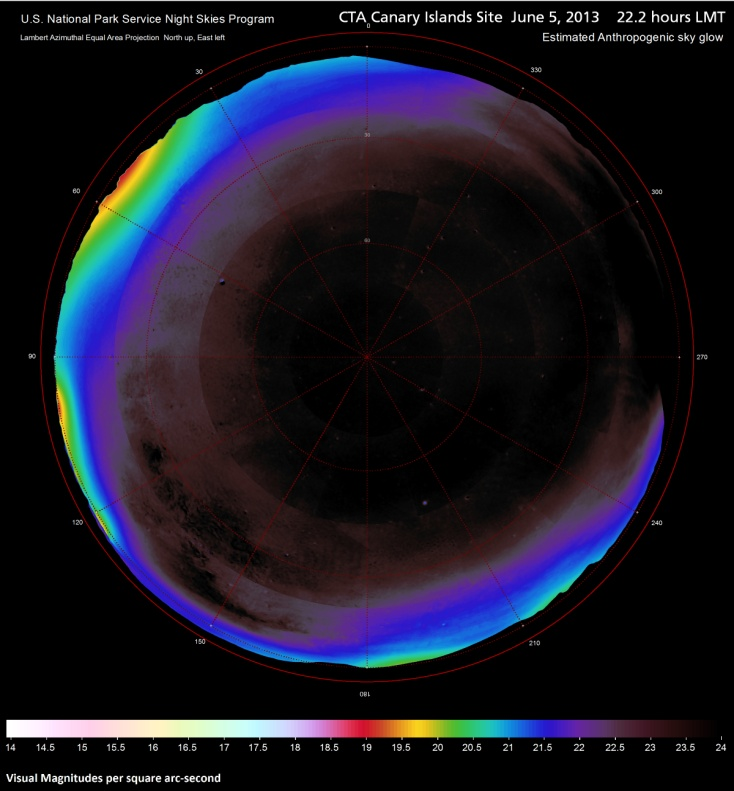 U.S. National Park Service Night Skies Program
CTA Canary Islands Site June 5, 2013 22.2 hours LMT
Lambert Azimuthal Equal Area Projection North up, East left
Estimated Anthropogenic sky glow
0
30
330
30
60
300
60
90
270
120
240
150
210
180
14 14.5 15 15.5 16 16.5 17 17.5 18 18.5 19 19.5 20 20.5 21 21.5 22 22.5 23 23.5 24
Visual Magnitudes per square arc-second